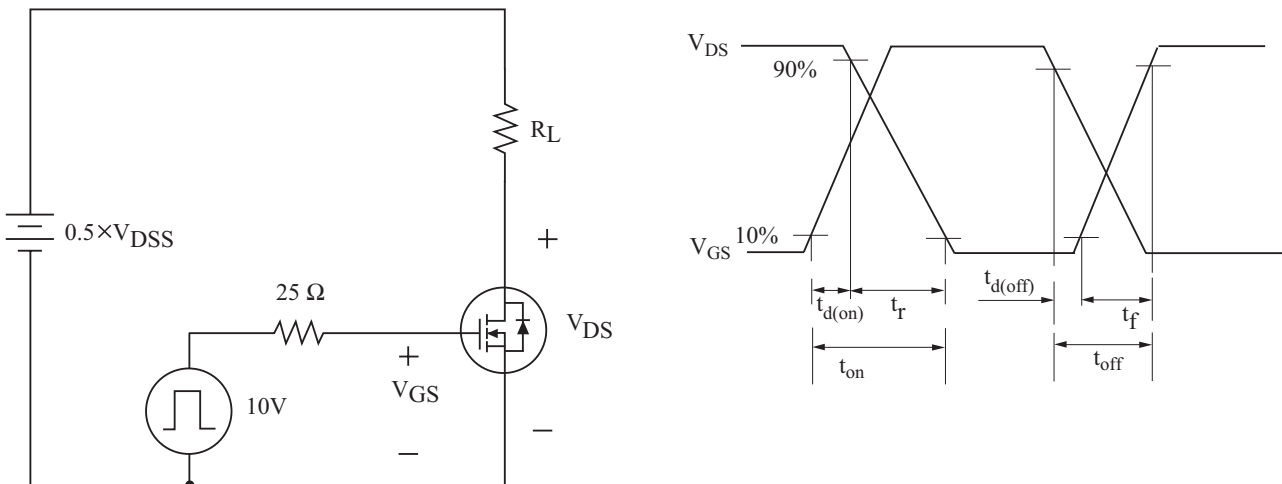 R_L
0.5×V_DSS
+
25 Ω
V_DS
+
V_GS
10V
−
−
V_DS
90%
10%
V_GS
t_d(on)
t_r
t_d(off)
t_f
t_on
t_off